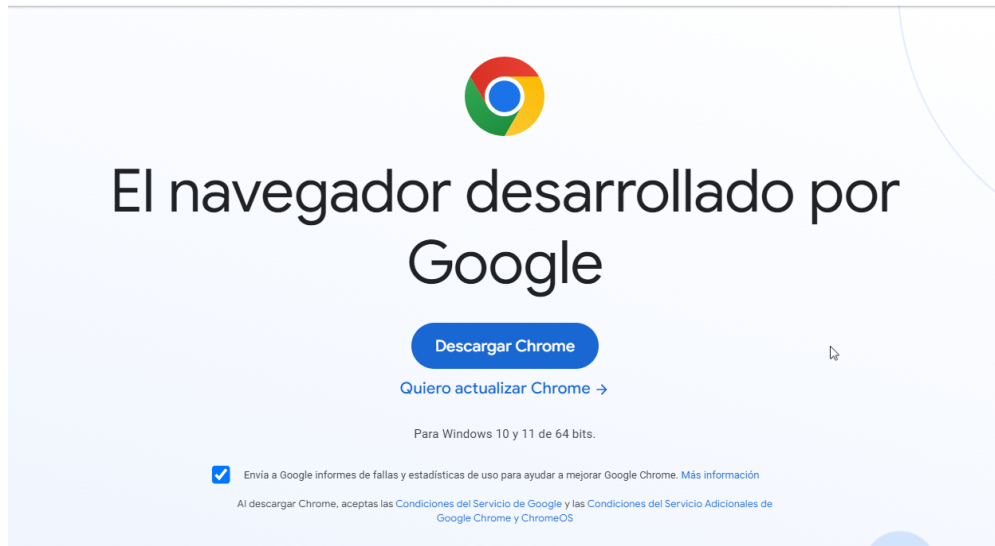 El navegador desarrollado por
Google
Descargar Chrome
Quiero actualizar Chrome →
Para Windows 10 y 11 de 64 bits.
Envía a Google informes de fallas y estadísticas de uso para ayudar a mejorar Google Chrome. Más información
Al descargar Chrome, aceptas las Condiciones del Servicio de Google y las Condiciones del Servicio Adicionales de
Google Chrome y ChromeOS